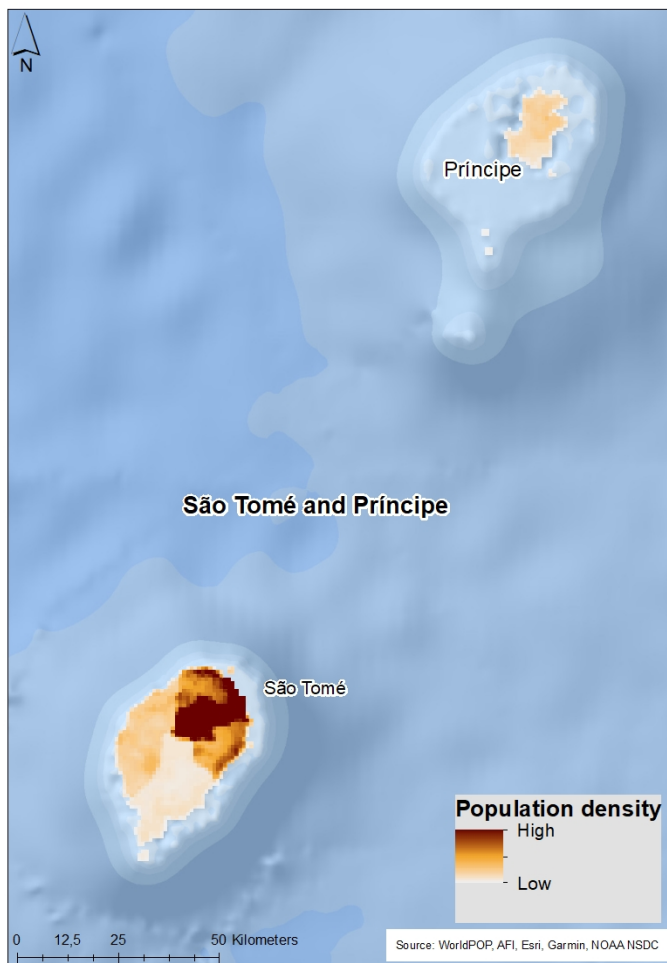 N
Príncipe
São Tomé and Príncipe
São Tomé
Population density
High
Low
0 12,5 25 50 Kilometers
Source: WorldPOP, AFI, Esri, Garmin, NOAA NSDC